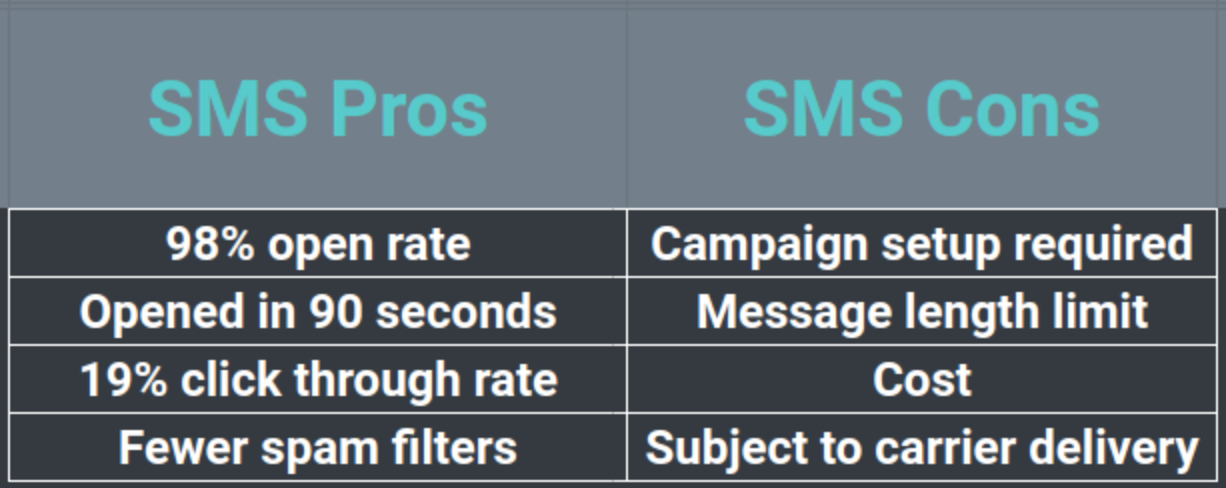 SMS Pros SMS Cons
98% open rate Campaign setup required
Opened in 90 seconds Message length limit
19% click through rate Cost
Fewer spam filters Subject to carrier delivery